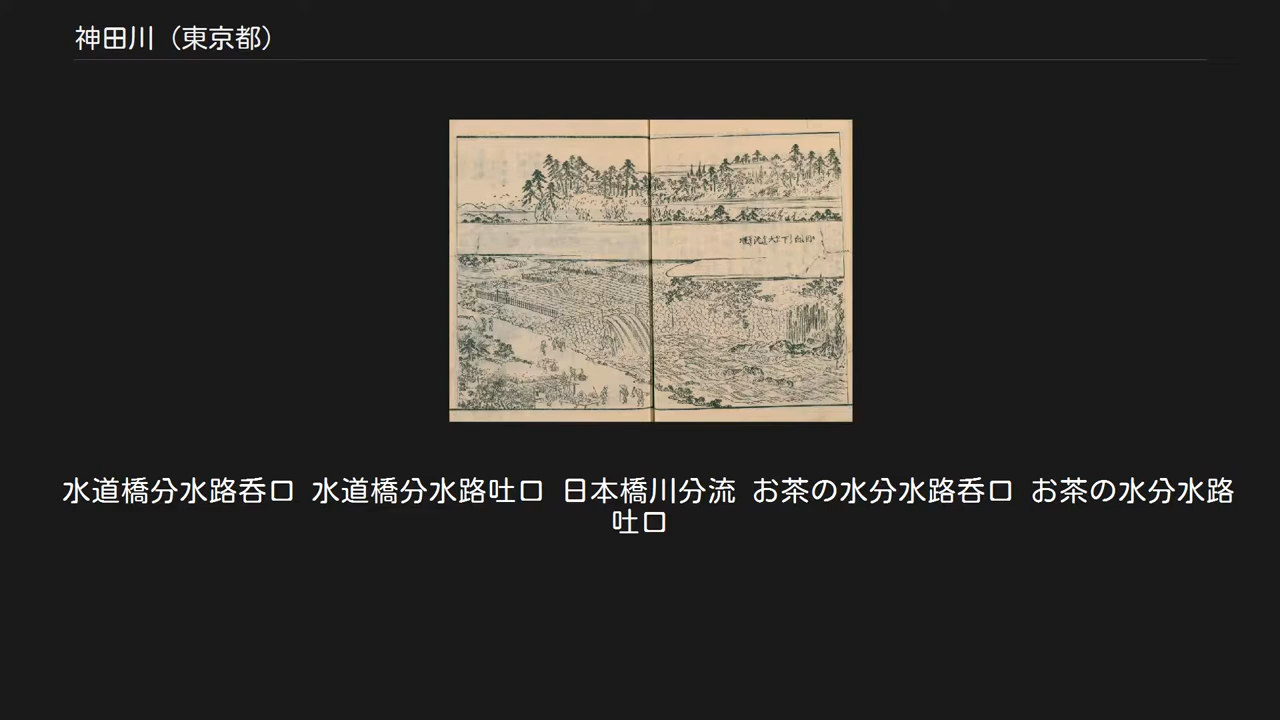 神田川（東京都）
水道橋分水路呑口 水道橋分水路吐口 日本橋川分流 お茶の水分水路呑口 お茶の水分水路
吐口